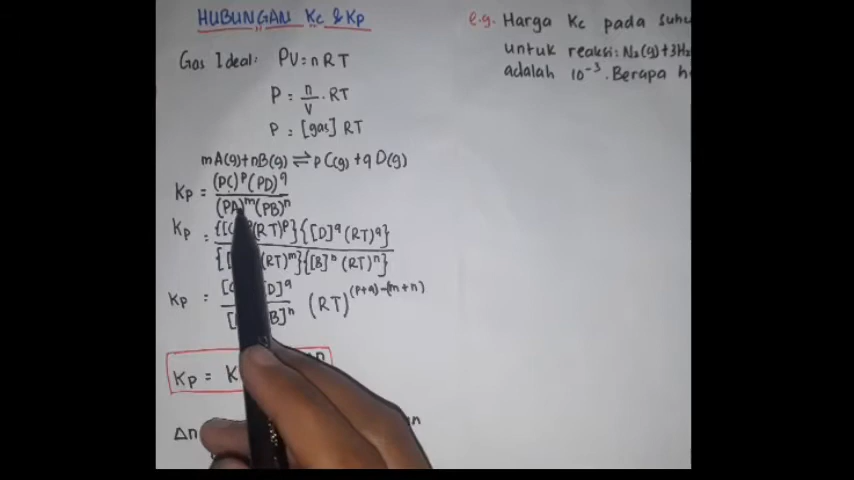 HUBUNGAN Kc & Kp
Gas Ideal: PV = nRT
P = n/V . RT
P = [gas] RT
mA(g)+nB(g) ⇌ pC(g)+qD(g)
Kp = (PC)^p (PD)^q / (PA)^m (PB)^n
Kp = (RT)^p} {[D]^q (RT)^q} / (RT)^m}{[B]^n (RT)^n}
Kp = D]^q / B]^n (RT)^(p+q)-(m+n)
Kp = K
Δn
e.g. Harga Kc pada
untuk reaksi: N₂(g)+3H₂
adalah 10^-3. Berapa